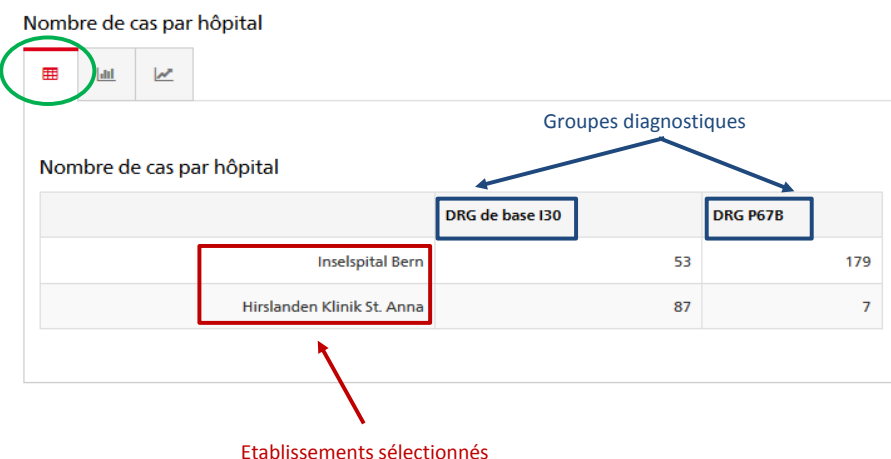 Nombre de cas par hôpital
Groupes diagnostiques
Nombre de cas par hôpital
DRG de base I30 DRG P67B
Inselspital Bern 53 179
Hirslanden Klinik St. Anna 87 7
Etablissements sélectionnés